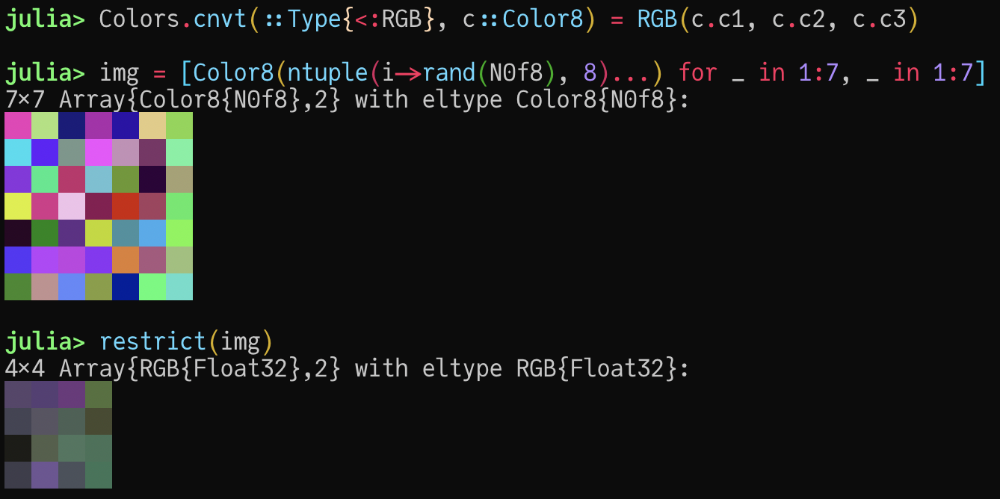 julia> Colors.cnvt(::Type{<:RGB}, c::Color8) = RGB(c.c1, c.c2, c.c3)
julia> img = [Color8(ntuple(i->rand(N0f8), 8)...) for _ in 1:7, _ in 1:7]
7×7 Array{Color8{N0f8},2} with eltype Color8{N0f8}:
julia> restrict(img)
4×4 Array{RGB{Float32},2} with eltype RGB{Float32}: